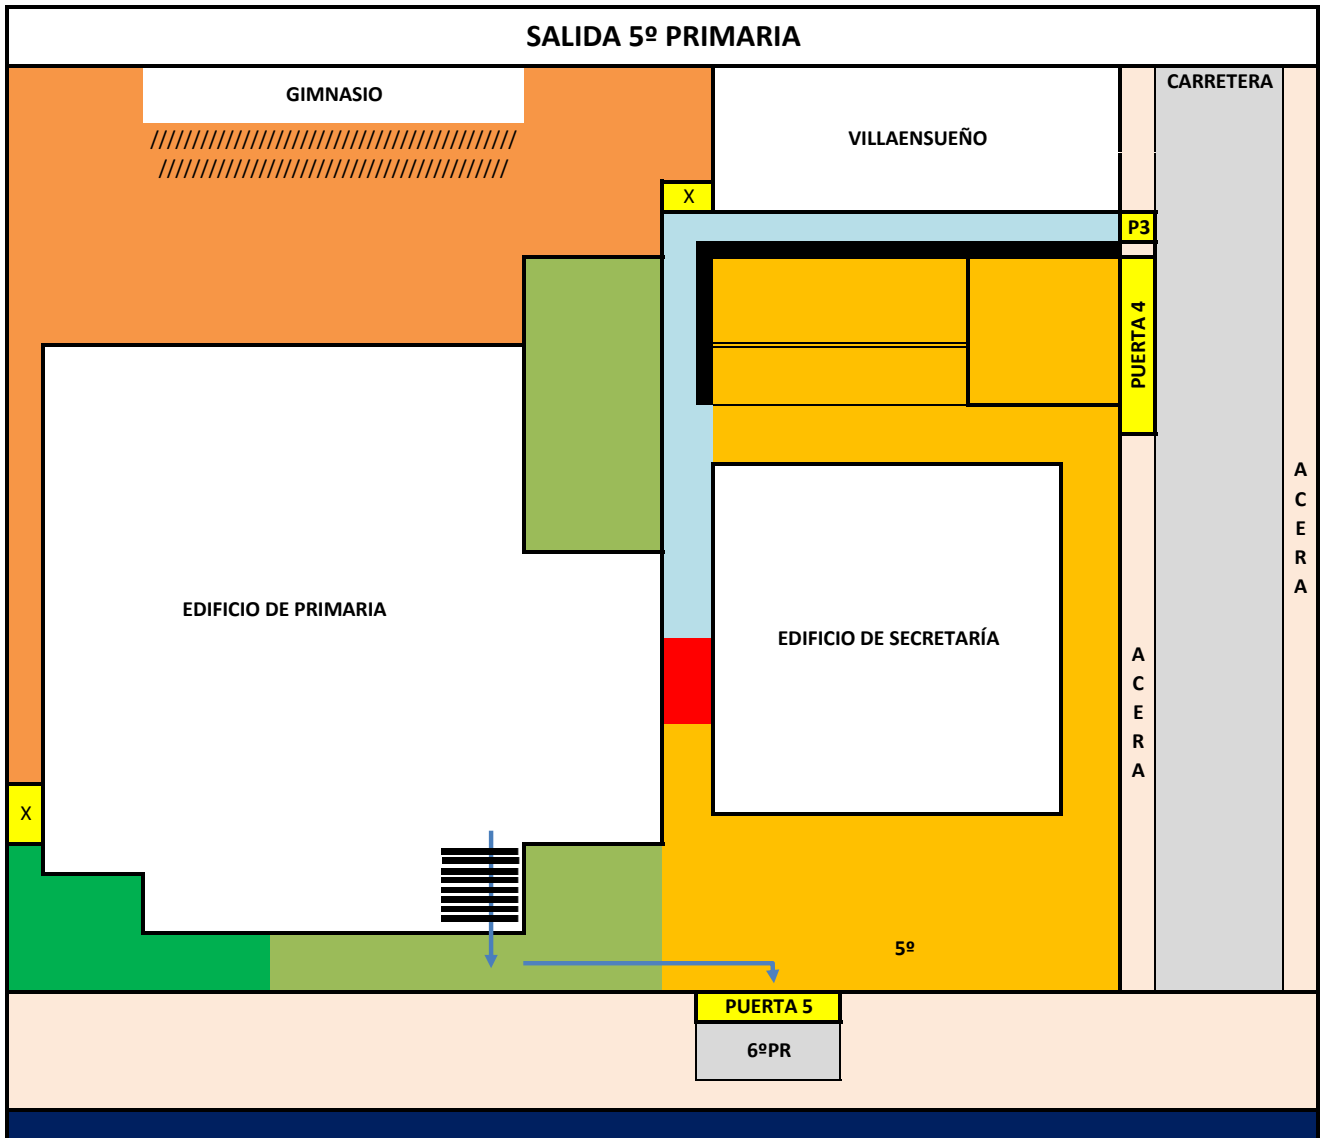 SALIDA 5º PRIMARIA
GIMNASIO
CARRETERA
VILLAENSUEÑO
////////////////////////////////////////////
//////////////////////////////////////////
X
P3
PUERTA 4
EDIFICIO DE PRIMARIA
EDIFICIO DE SECRETARÍA
A
C
E
R
A
A
C
E
R
A
X
5º
PUERTA 5
6ºPR